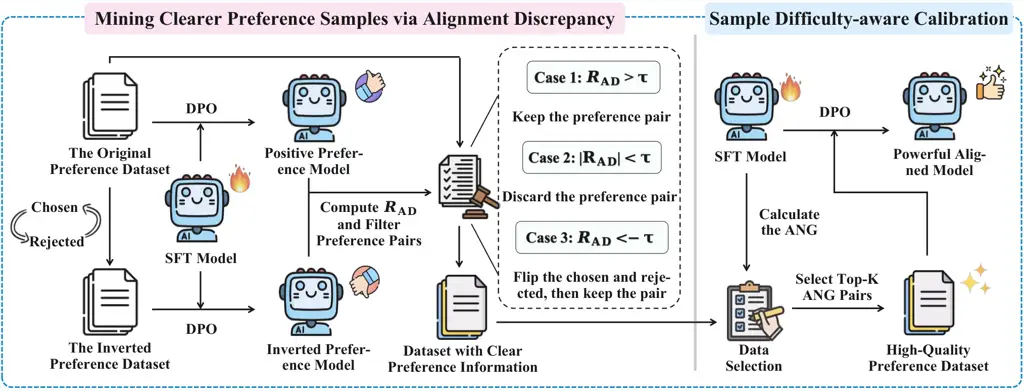 Mining Clearer Preference Samples via Alignment Discrepancy
Sample Difficulty-aware Calibration
DPO
AI
The Original
Preference Dataset
Positive Prefer-
ence Model
Chosen
Rejected
AI
SFT Model
Compute R_AD
and Filter
Preference Pairs
DPO
The Inverted
Preference Dataset
AI
Inverted Prefer-
ence Model
Dataset with Clear
Preference Information
Case 1: R_AD > τ
Keep the preference pair
Case 2: |R_AD| < τ
Discard the preference pair
Case 3: R_AD <− τ
Flip the chosen and reje-
cted, then keep the pair
AI
SFT Model
DPO
AI
Powerful Alig-
ned Model
Calculate
the ANG
Select Top-K
ANG Pairs
Data
Selection
High-Quality
Preference Dataset